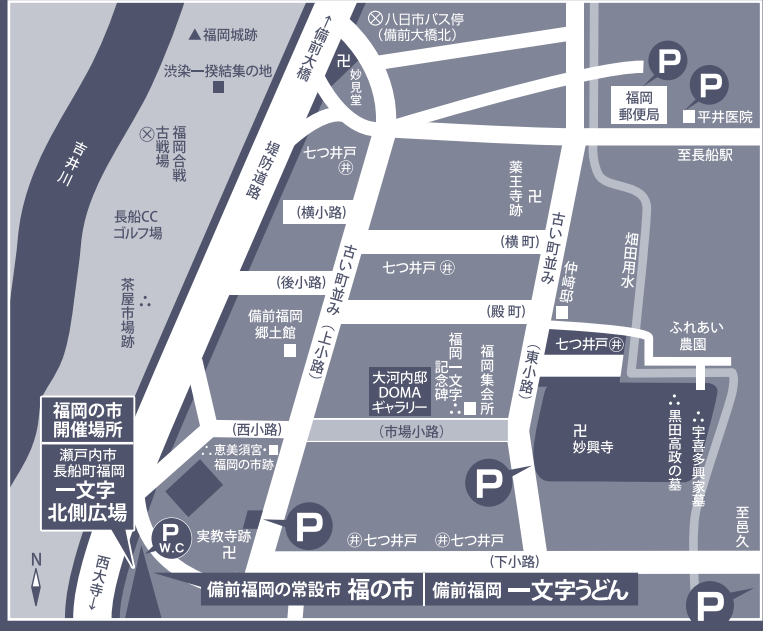 ↑備前大橋
八日市バス停
(備前大橋北)
▲福岡城跡
渋染一揆結集の地
卍
妙見堂
P
P
福岡
郵便局
平井医院
至長船駅
福岡合戦
古戦場
吉井川
堤防道路
七つ井戸
井
薬王寺跡
卍
長船CC
ゴルフ場
(横小路)
古い町並み(上小路)
(横町)
古い町並み
(東小路)
畑田用水
七つ井戸 井
仲﨑邸
(後小路)
茶屋市場跡
備前福岡
郷土館
(殿町)
七つ井戸 井
ふれあい
農園
福岡一文字
記念碑
福岡集会所
大河内邸
DOMA
ギャラリー
福岡の市
開催場所
瀬戸内市
長船町福岡
一文字
北側広場
(西小路)
(市場小路)
恵美須宮・
福岡の市跡
卍
妙興寺
黒田高政の墓
宇喜多興家墓
P
P
W.C
実教寺跡
卍
P
井 七つ井戸
井 七つ井戸
至邑久
(下小路)
N
西大寺→
備前福岡の常設市 福の市
備前福岡 一文字うどん
P